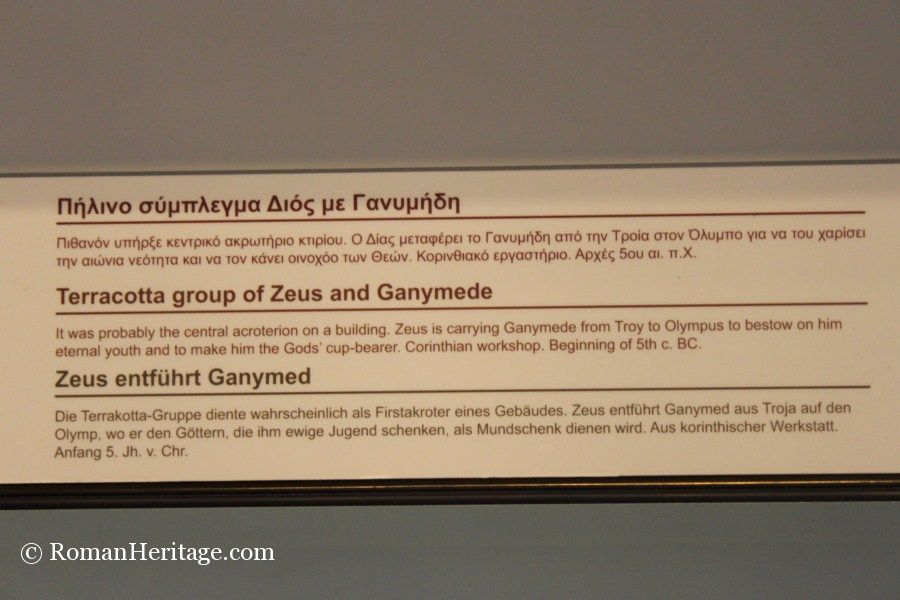 Πήλινο σύμπλεγμα Διός με Γανυμήδη
Πιθανόν υπήρξε κεντρικό ακρωτήριο κτιρίου. Ο Δίας μεταφέρει το Γανυμήδη από την Τροία στον Όλυμπο για να του χαρίσει
την αιώνια νεότητα και να τον κάνει οινοχόο των Θεών. Κορινθιακό εργαστήριο. Αρχές 5ου αι. π.Χ.
Terracotta group of Zeus and Ganymede
It was probably the central acroterion on a building. Zeus is carrying Ganymede from Troy to Olympus to bestow on him
eternal youth and to make him the Gods' cup-bearer. Corinthian workshop. Beginning of 5th c. BC.
Zeus entführt Ganymed
Die Terrakotta-Gruppe diente wahrscheinlich als Firstakroter eines Gebäudes. Zeus entführt Ganymed aus Troja auf den
Olymp, wo er den Göttern, die ihm ewige Jugend schenken, als Mundschenk dienen wird. Aus korinthischer Werkstatt.
Anfang 5. Jh. v. Chr.
© RomanHeritage.com